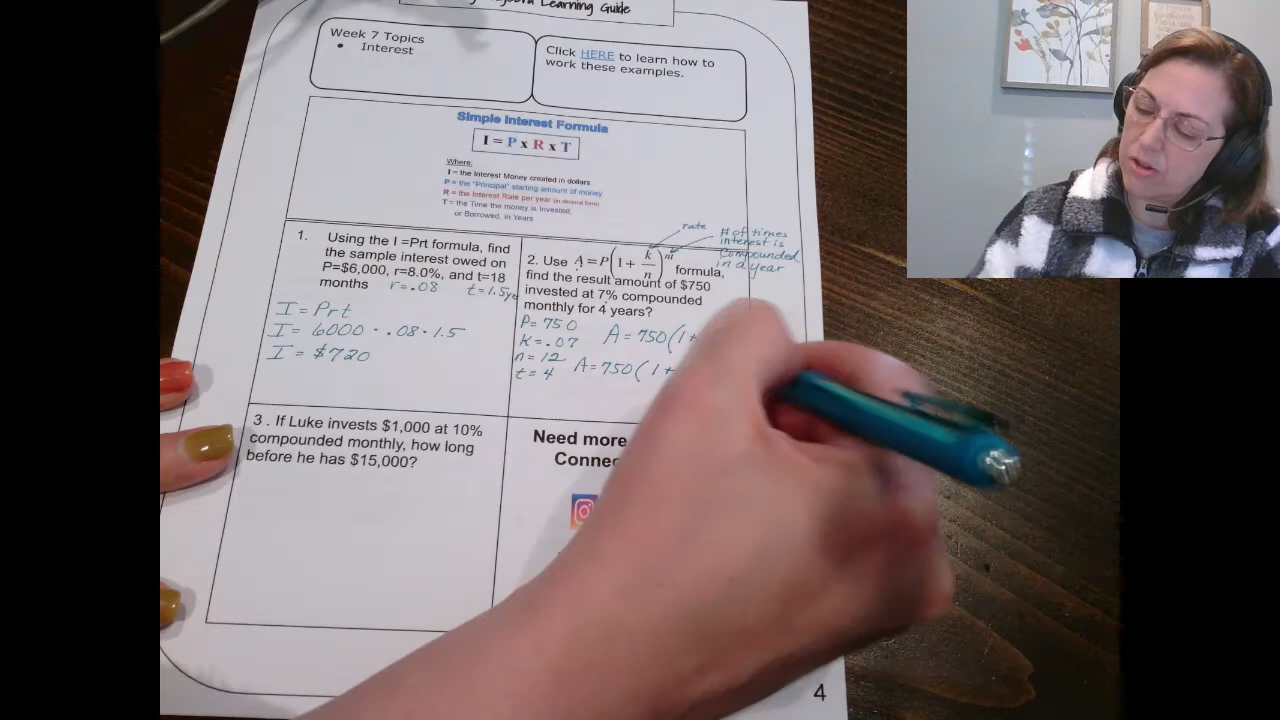 Learning Guide
Week 7 Topics
• Interest
Click HERE to learn how to
work these examples.
Simple Interest Formula
I = P x R x T
Where:
I = the Interest Money created in dollars
P = the "Principal" starting amount of money
R = the Interest Rate per year (in decimal form)
T = the Time the money is Invested,
or Borrowed, in Years
1. Using the I =Prt formula, find
the sample interest owed on
P=$6,000, r=8.0%, and t=18
months r=.08 t=1.5
I = Prt
I = 6000 · .08 · 1.5
I = $720
rate
# of times
interest is
compounded
in a year
2. Use A=P(1+k/n)^nt formula,
find the result amount of $750
invested at 7% compounded
monthly for 4 years?
P= 750
k=.07
n=12
t=4
A=750(1+
A=750(1+
3 . If Luke invests $1,000 at 10%
compounded monthly, how long
before he has $15,000?
Need more
4